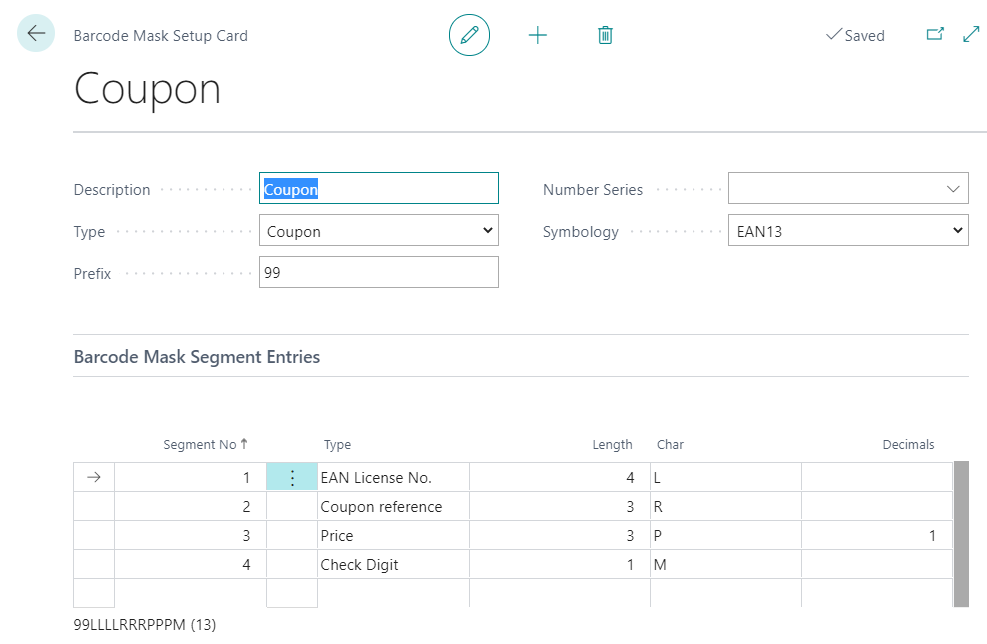 Barcode Mask Setup Card
Saved
Coupon
Description Coupon Number Series
Type Coupon Symbology EAN13
Prefix 99
Barcode Mask Segment Entries
Segment No ↑ Type Length Char Decimals
1 EAN License No. 4 L
2 Coupon reference 3 R
3 Price 3 P 1
4 Check Digit 1 M
99LLLLRRRPPPM (13)